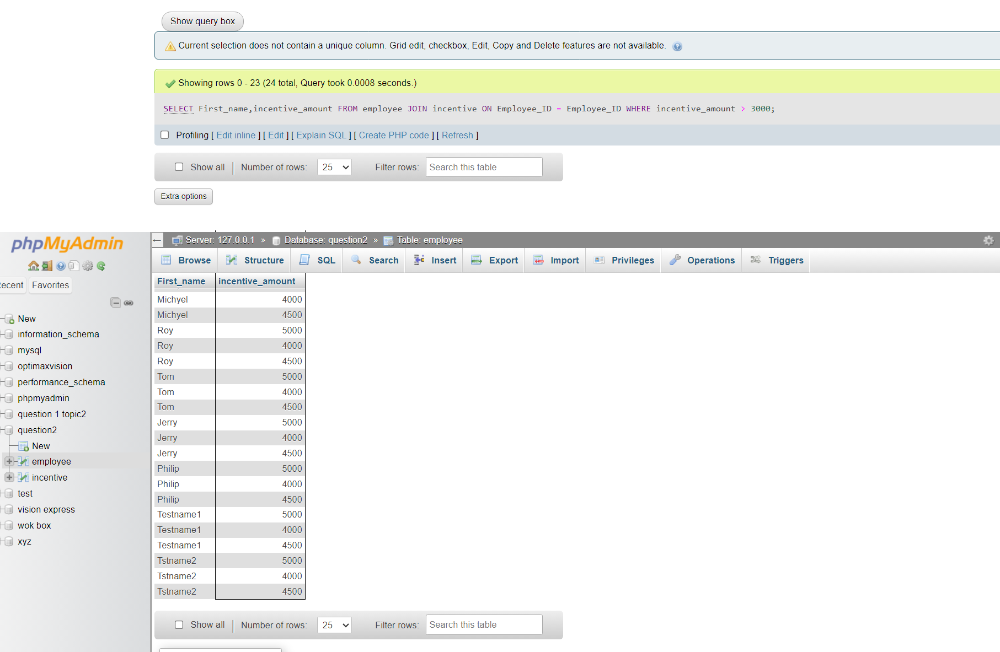 Show query box
Current selection does not contain a unique column. Grid edit, checkbox, Edit, Copy and Delete features are not available.
Showing rows 0 - 23 (24 total, Query took 0.0008 seconds.)
SELECT First_name,incentive_amount FROM employee JOIN incentive ON Employee_ID = Employee_ID WHERE incentive_amount > 3000;
Profiling [ Edit inline ] [ Edit ] [ Explain SQL ] [ Create PHP code ] [ Refresh ]
Show all | Number of rows: 25 Filter rows: Search this table
Extra options
phpMyAdmin
Favorites
New
information_schema
mysql
optimaxvision
performance_schema
phpmyadmin
question 1 topic2
question2
New
employee
incentive
test
vision express
wok box
xyz
← Server: 127.0.0.1 » Database: question2 » Table: employee
Browse Structure SQL Search Insert Export Import Privileges Operations Triggers
First_name incentive_amount
Michyel 4000
Michyel 4500
Roy 5000
Roy 4000
Roy 4500
Tom 5000
Tom 4000
Tom 4500
Jerry 5000
Jerry 4000
Jerry 4500
Philip 5000
Philip 4000
Philip 4500
Testname1 5000
Testname1 4000
Testname1 4500
Tstname2 5000
Tstname2 4000
Tstname2 4500
Show all | Number of rows: 25 Filter rows: Search this table